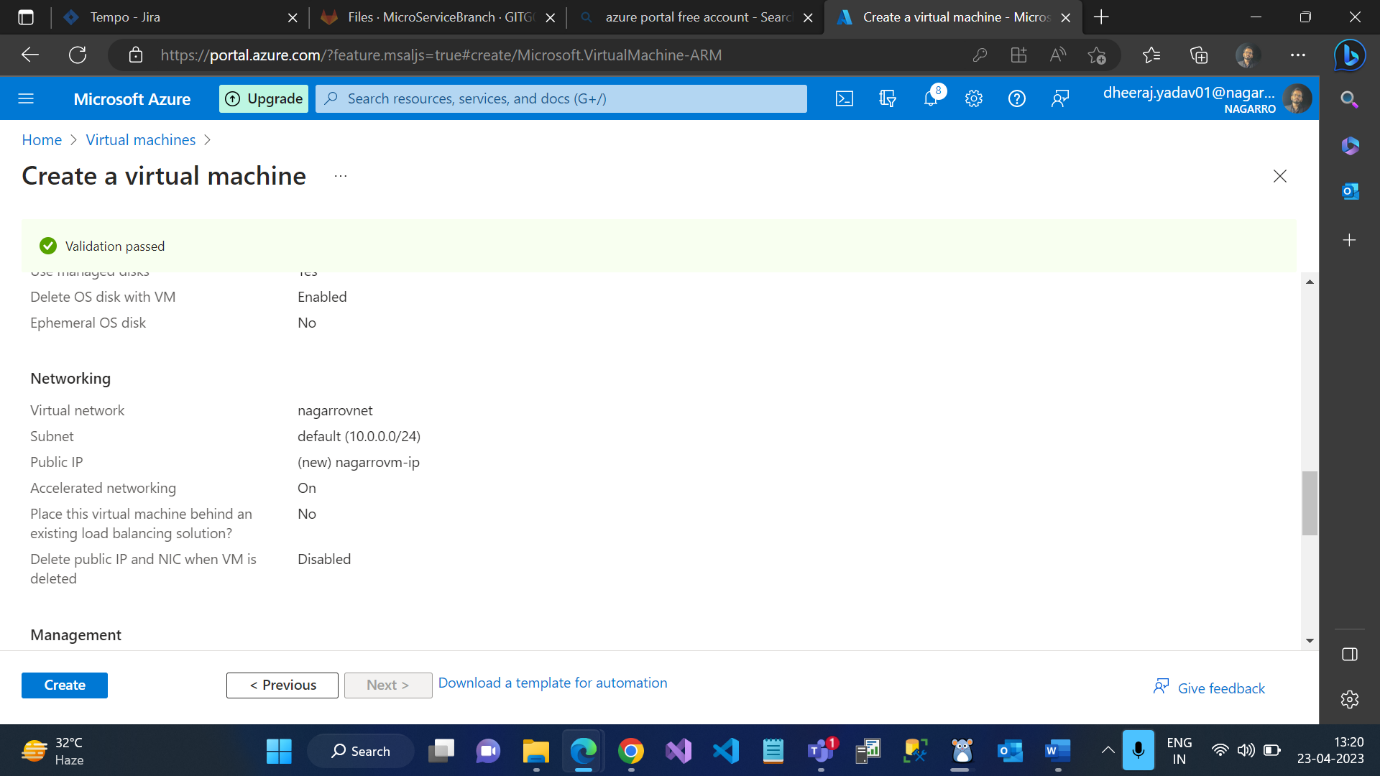 Tempo - Jira
Files · MicroServiceBranch · GITGO
azure portal free account - Search
Create a virtual machine - Micros
https://portal.azure.com/?feature.msaljs=true#create/Microsoft.VirtualMachine-ARM
Microsoft Azure
Upgrade
Search resources, services, and docs (G+/)
8
dheeraj.yadav01@nagar...
NAGARRO
Home > Virtual machines >
Create a virtual machine ...
Validation passed
Use managed disks Yes
Delete OS disk with VM Enabled
Ephemeral OS disk No
Networking
Virtual network nagarrovnet
Subnet default (10.0.0.0/24)
Public IP (new) nagarrovm-ip
Accelerated networking On
Place this virtual machine behind an No
existing load balancing solution?
Delete public IP and NIC when VM is Disabled
deleted
Management
Create
< Previous
Next >
Download a template for automation
Give feedback
32°C
Haze
Search
1
ENG
IN
13:20
23-04-2023